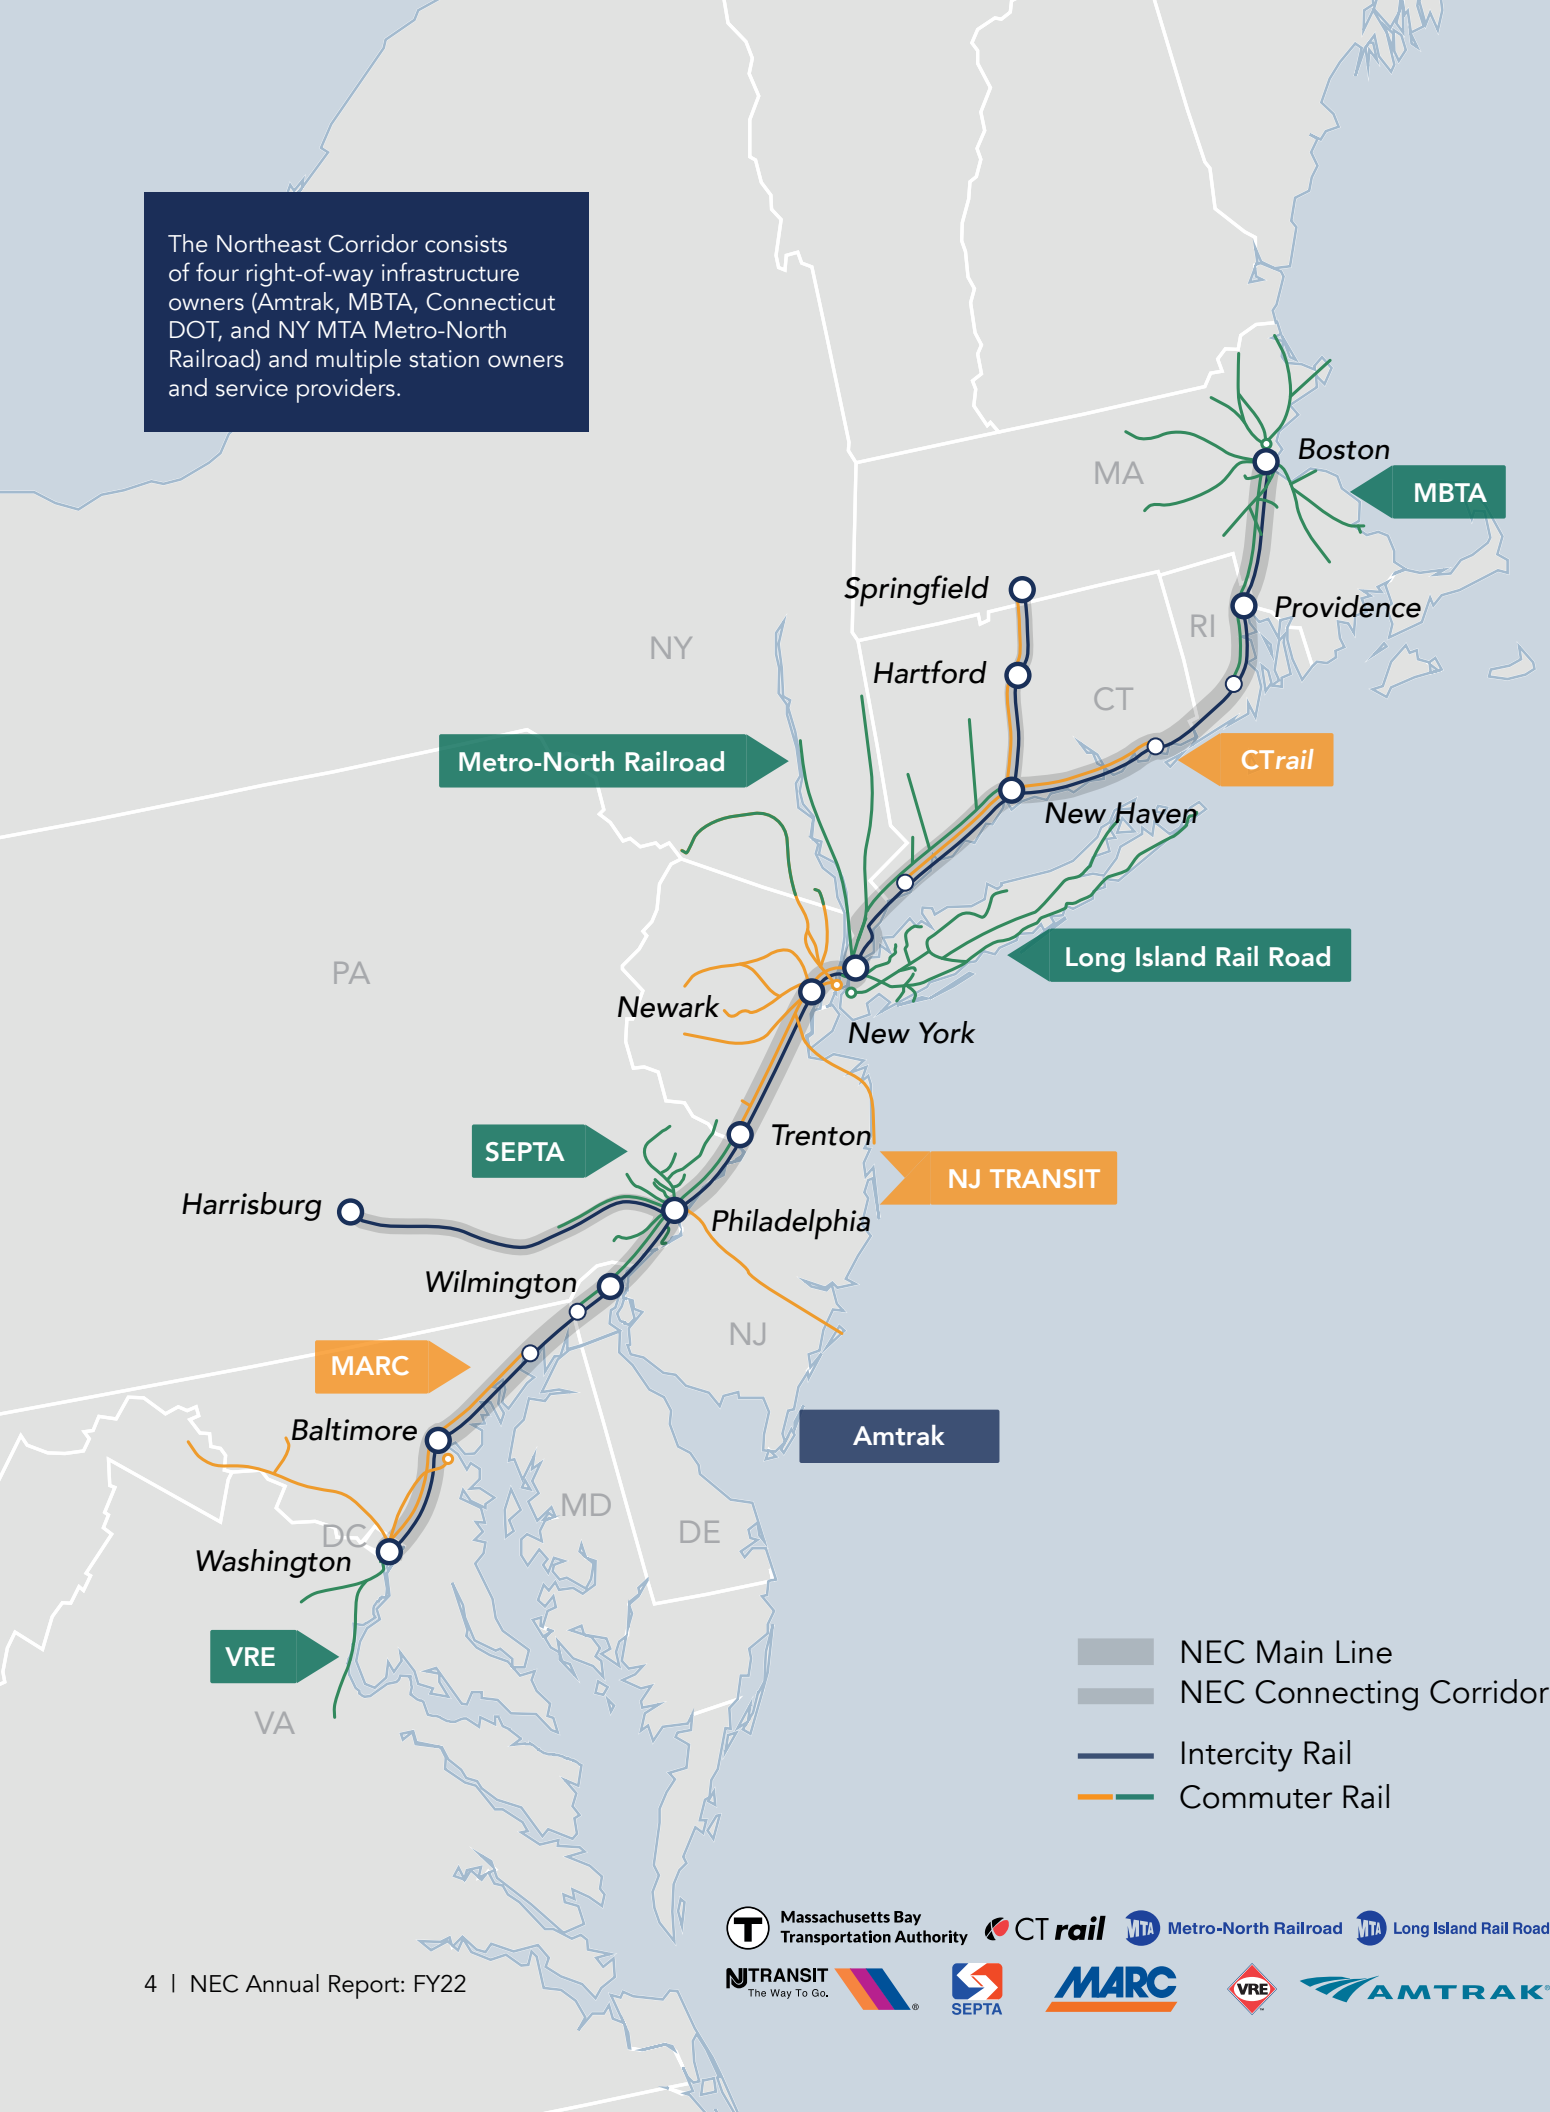 The Northeast Corridor consists
of four right-of-way infrastructure
owners (Amtrak, MBTA, Connecticut
DOT, and NY MTA Metro-North
Railroad) and multiple station owners
and service providers.
Boston
MA
MBTA
Springfield
Providence
RI
NY
Hartford
CT
Metro-North Railroad
CTrail
New Haven
Long Island Rail Road
PA
Newark
New York
Trenton
SEPTA
NJ TRANSIT
Harrisburg
Philadelphia
Wilmington
NJ
MARC
Baltimore
Amtrak
MD
DE
DC
Washington
VRE
VA
NEC Main Line
NEC Connecting Corridor
Intercity Rail
Commuter Rail
T Massachusetts Bay
Transportation Authority
CTrail
MTA Metro-North Railroad
MTA Long Island Rail Road
NJTRANSIT
The Way To Go.
®
SEPTA
MARC
VRE
AMTRAK
4 | NEC Annual Report: FY22